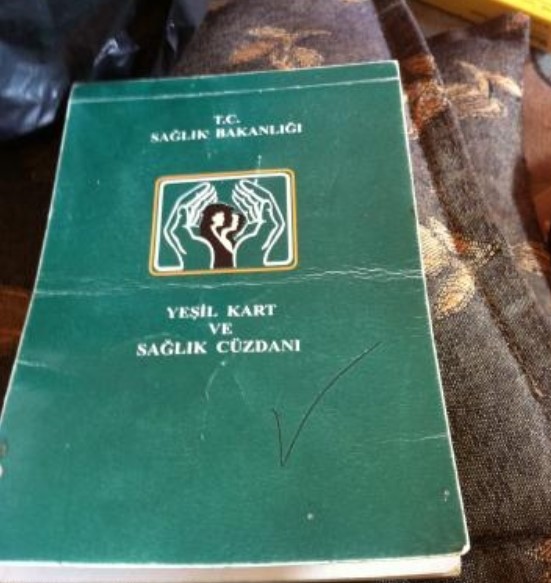 T.C.
SAĞLIK BAKANLIĞI
YEŞİL KART
VE
SAĞLIK CÜZDANI